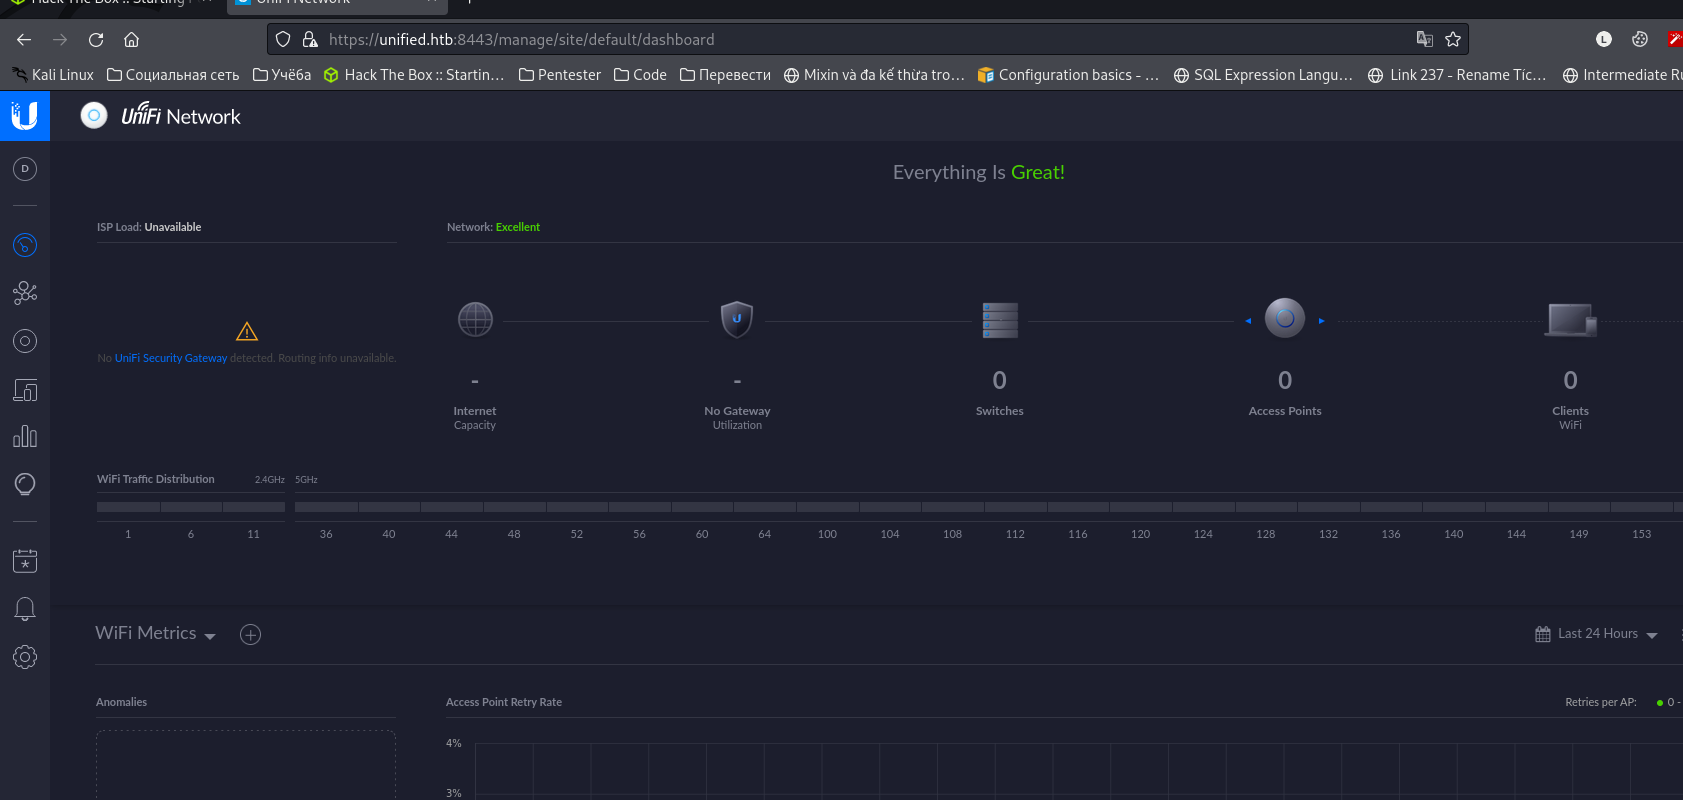 Hack The Box :: Starting
UniFi Network
https://unified.htb:8443/manage/site/default/dashboard
L
Kali Linux Социальная сеть Учёба Hack The Box :: Startin… Pentester Code Перевести Mixin và đa kế thừa tro… Configuration basics - … SQL Expression Langu… Link 237 - Rename Tíc… Intermediate Ru
UniFi Network
D
Everything Is Great!
ISP Load: Unavailable
Network: Excellent
No UniFi Security Gateway detected. Routing info unavailable.
- - 0 0 0
Internet No Gateway Switches Access Points Clients
Capacity Utilization WiFi
WiFi Traffic Distribution 2.4GHz 5GHz
1 6 11 36 40 44 48 52 56 60 64 100 104 108 112 116 120 124 128 132 136 140 144 149 153
WiFi Metrics
Last 24 Hours
Anomalies
Access Point Retry Rate
Retries per AP: 0 -
4%
3%